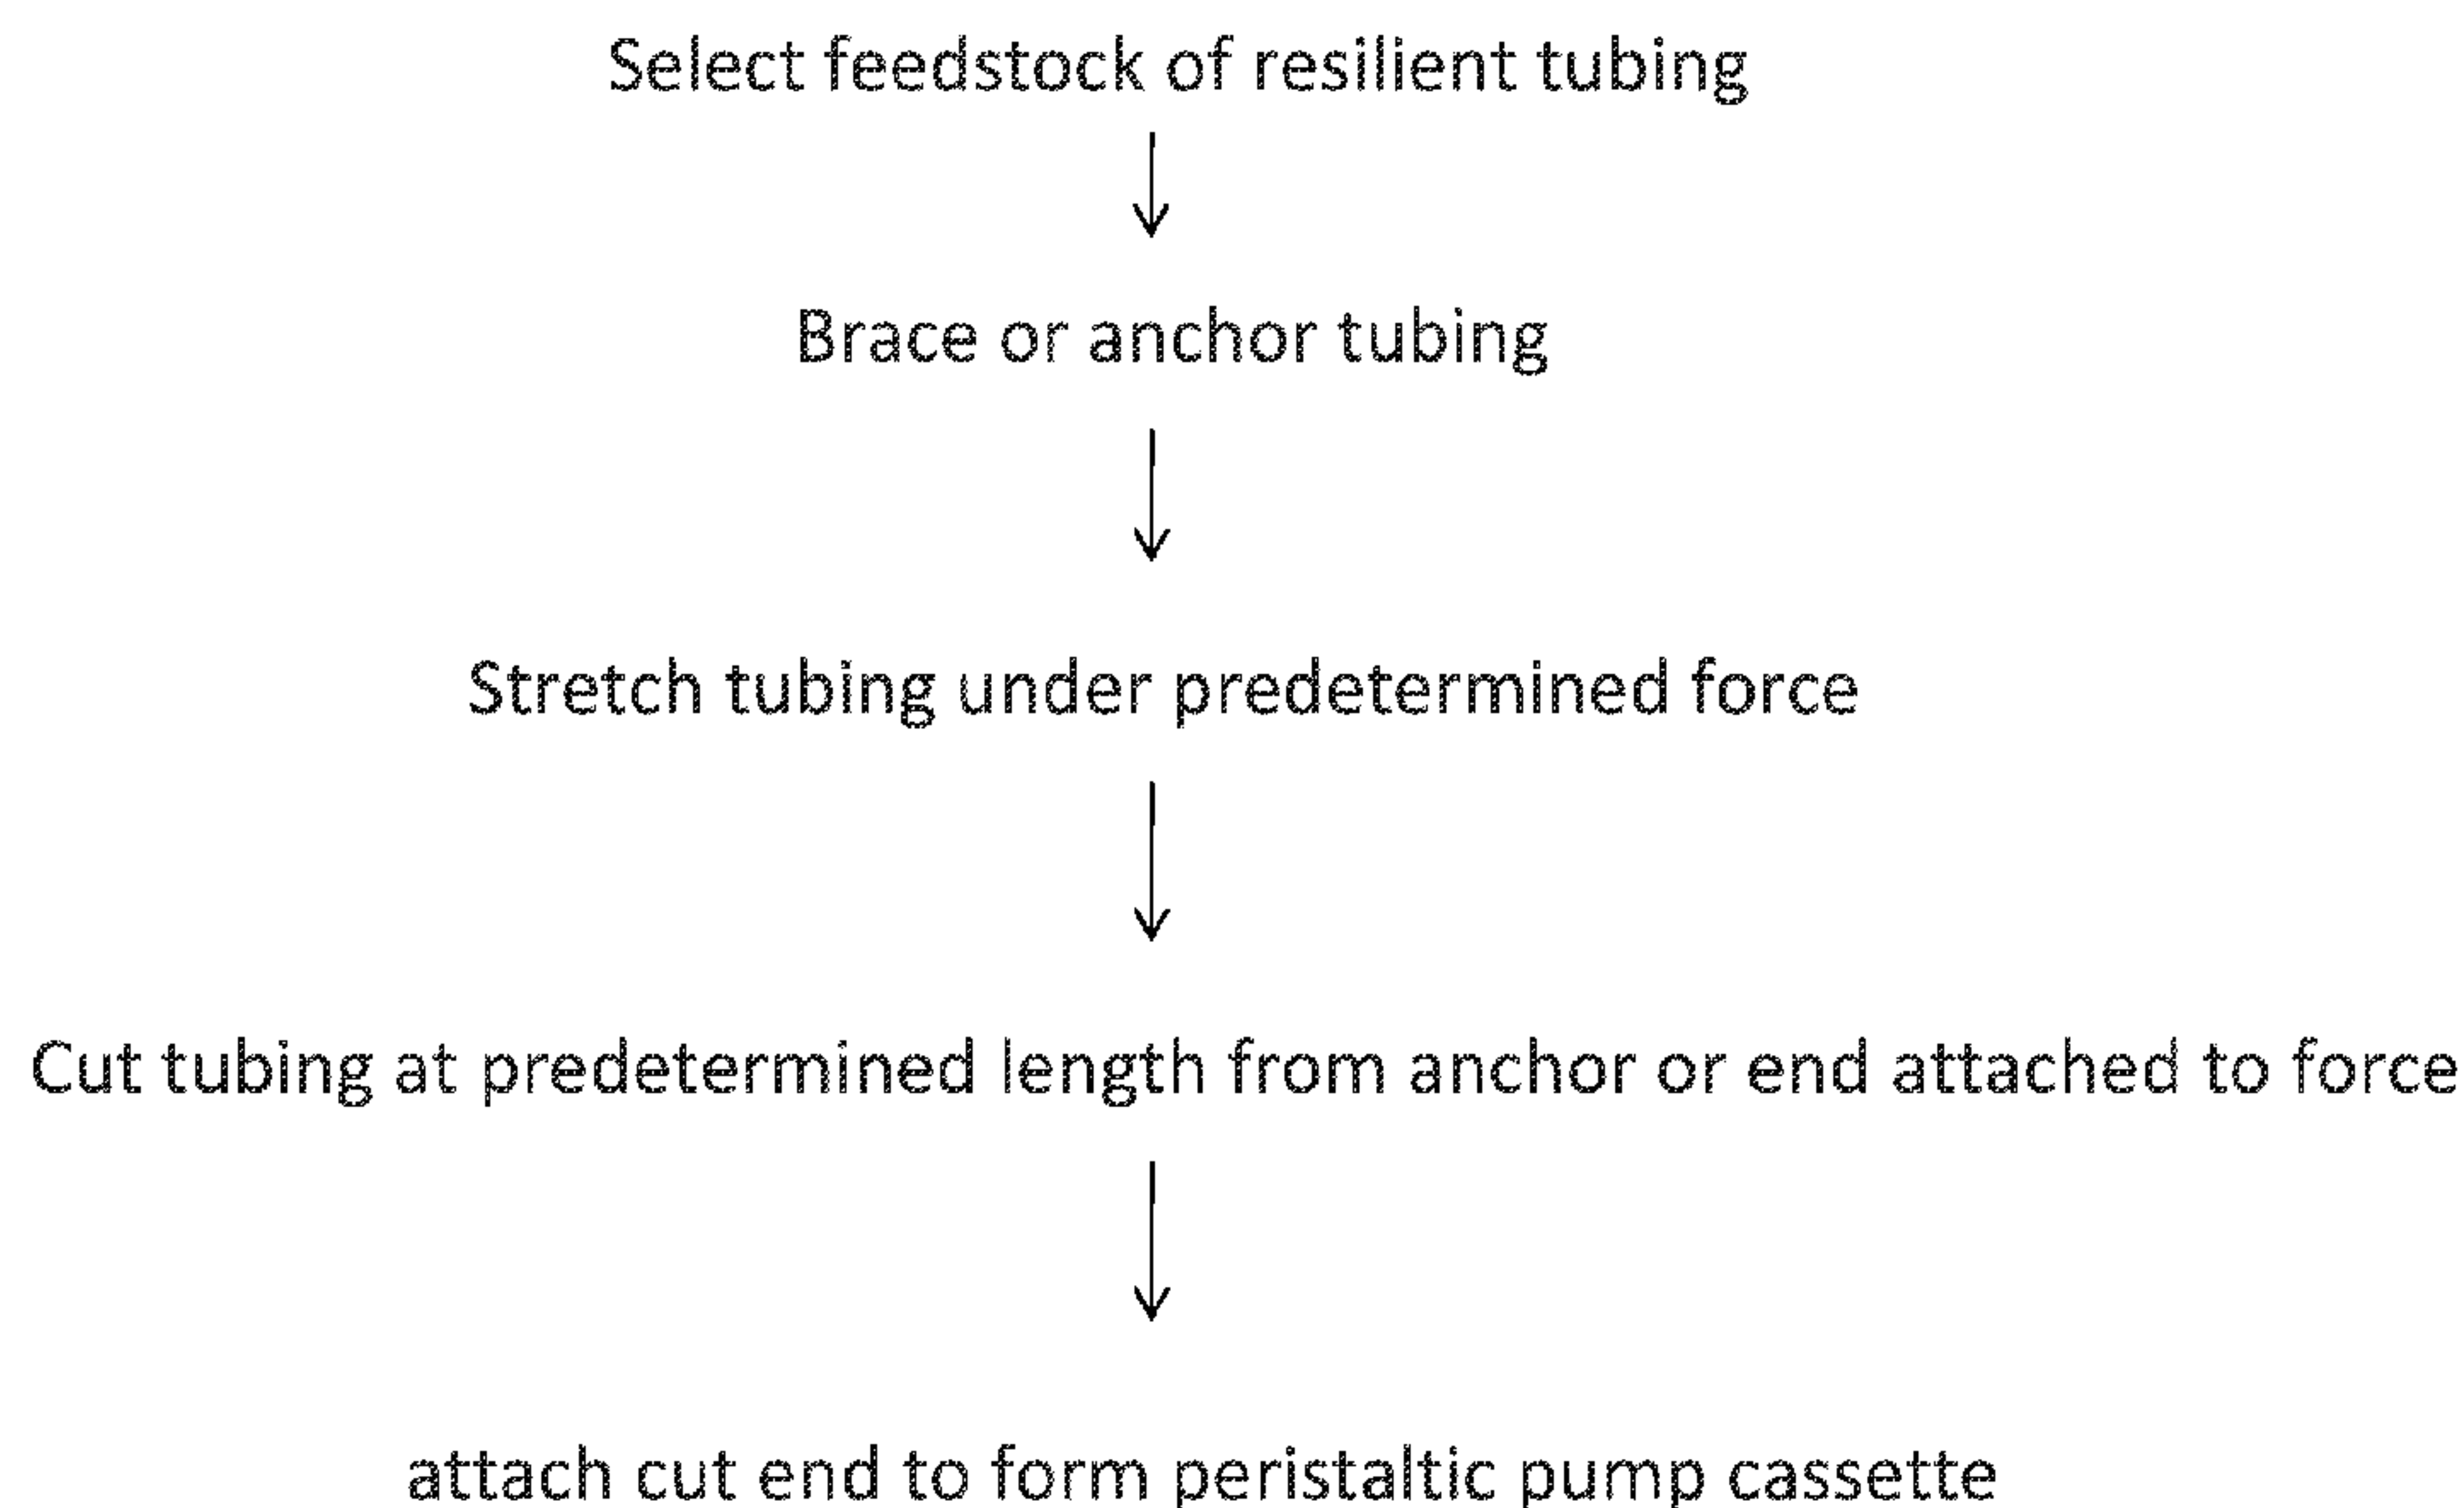 Select feedstock of resilient tubing
Brace or anchor tubing
Stretch tubing under predetermined force
Cut tubing at predetermined length from anchor or end attached to force
attach cut end to form peristaltic pump cassette